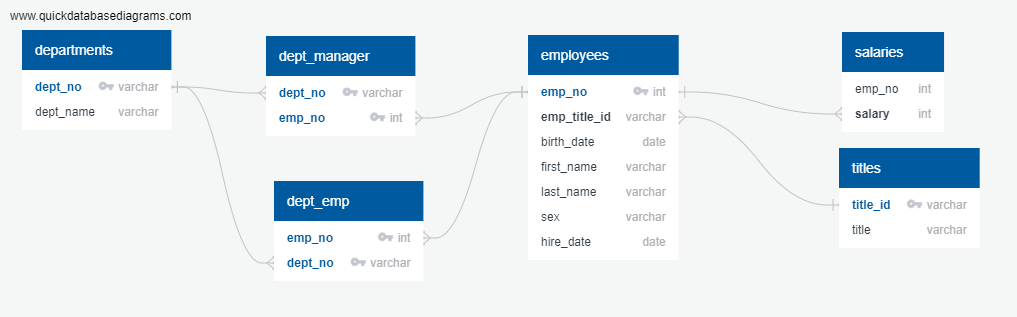 www.quickdatabasediagrams.com
departments
dept_no varchar
dept_name varchar
dept_manager
dept_no varchar
emp_no int
dept_emp
emp_no int
dept_no varchar
employees
emp_no int
emp_title_id varchar
birth_date date
first_name varchar
last_name varchar
sex varchar
hire_date date
salaries
emp_no int
salary int
titles
title_id varchar
title varchar